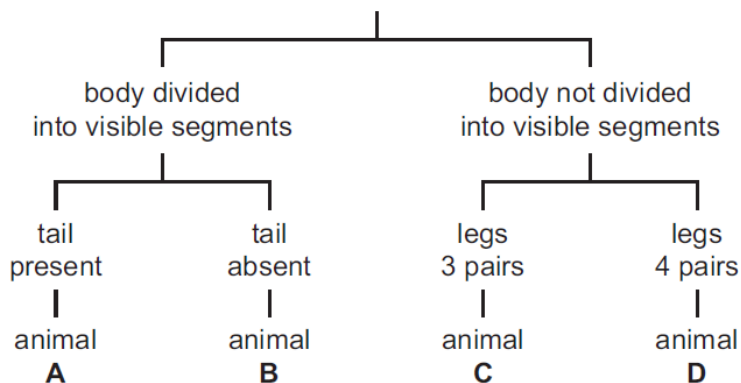 body divided
into visible segments
body not divided
into visible segments
tail
present
tail
absent
legs
3 pairs
legs
4 pairs
animal
A
animal
B
animal
C
animal
D